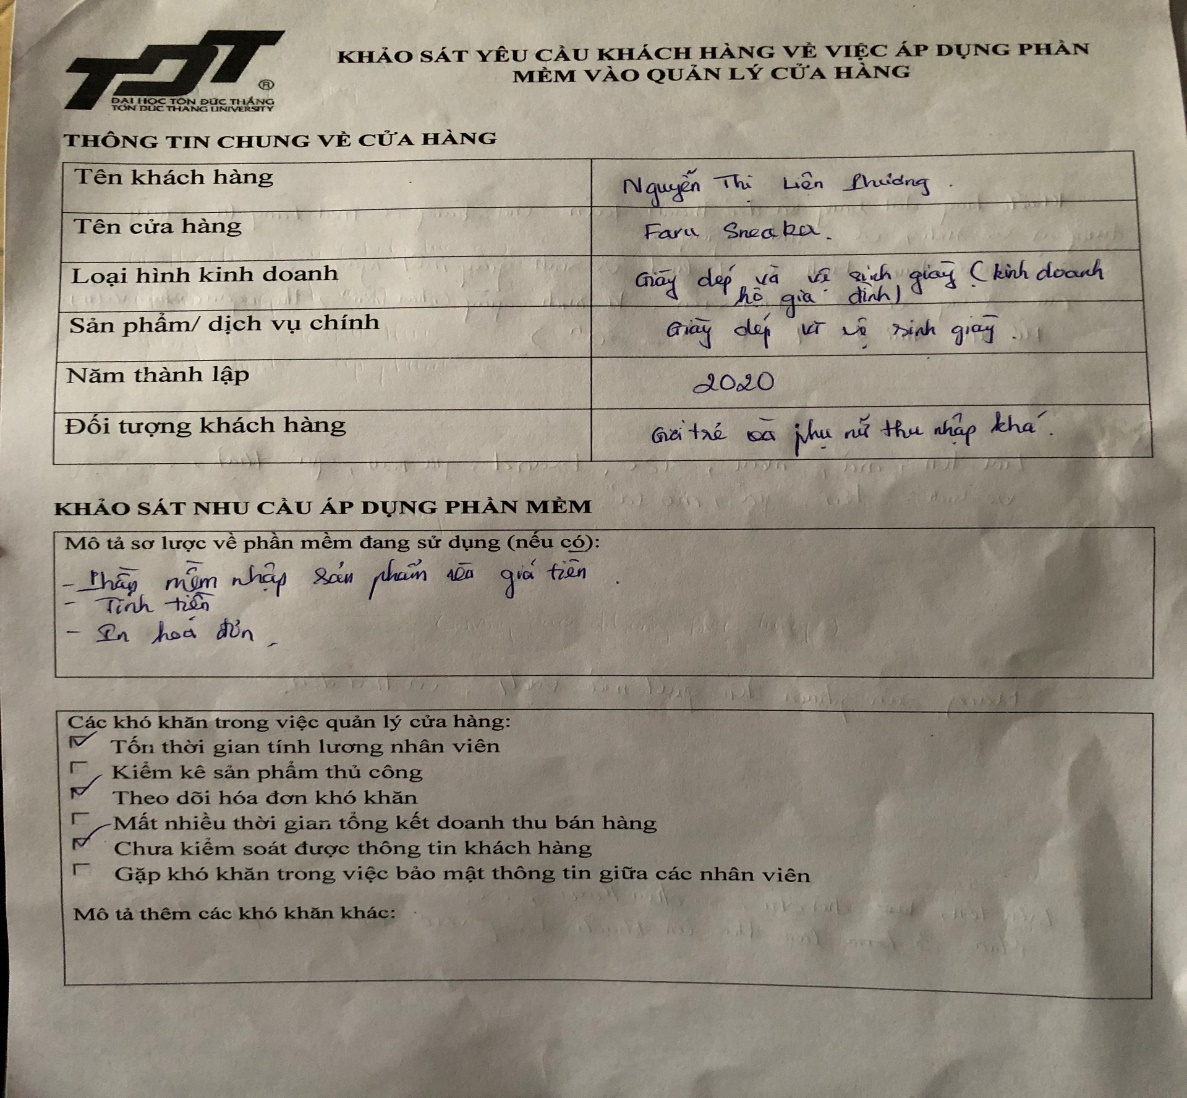 TDT ®
ĐẠI HỌC TÔN ĐỨC THẮNG
TON DUC THANG UNIVERSITY
KHẢO SÁT YÊU CẦU KHÁCH HÀNG VỀ VIỆC ÁP DỤNG PHẦN
MỀM VÀO QUẢN LÝ CỬA HÀNG
THÔNG TIN CHUNG VỀ CỬA HÀNG
Tên khách hàng Nguyễn Thị Liên Phương.
Tên cửa hàng Faru Sneaker.
Loại hình kinh doanh Giày dép và vệ sinh giày (kinh doanh
hộ gia đình)
Sản phẩm/ dịch vụ chính Giày dép và vệ sinh giày.
Năm thành lập 2020
Đối tượng khách hàng Giới trẻ và phụ nữ thu nhập khá.
KHẢO SÁT NHU CẦU ÁP DỤNG PHẦN MỀM
Mô tả sơ lược về phần mềm đang sử dụng (nếu có):
- Phần mềm nhập sản phẩm và giá tiền.
- Tính tiền
- In hoá đơn.
Các khó khăn trong việc quản lý cửa hàng:
Tốn thời gian tính lương nhân viên
Kiểm kê sản phẩm thủ công
Theo dõi hóa đơn khó khăn
Mất nhiều thời gian tổng kết doanh thu bán hàng
Chưa kiểm soát được thông tin khách hàng
Gặp khó khăn trong việc bảo mật thông tin giữa các nhân viên
Mô tả thêm các khó khăn khác: